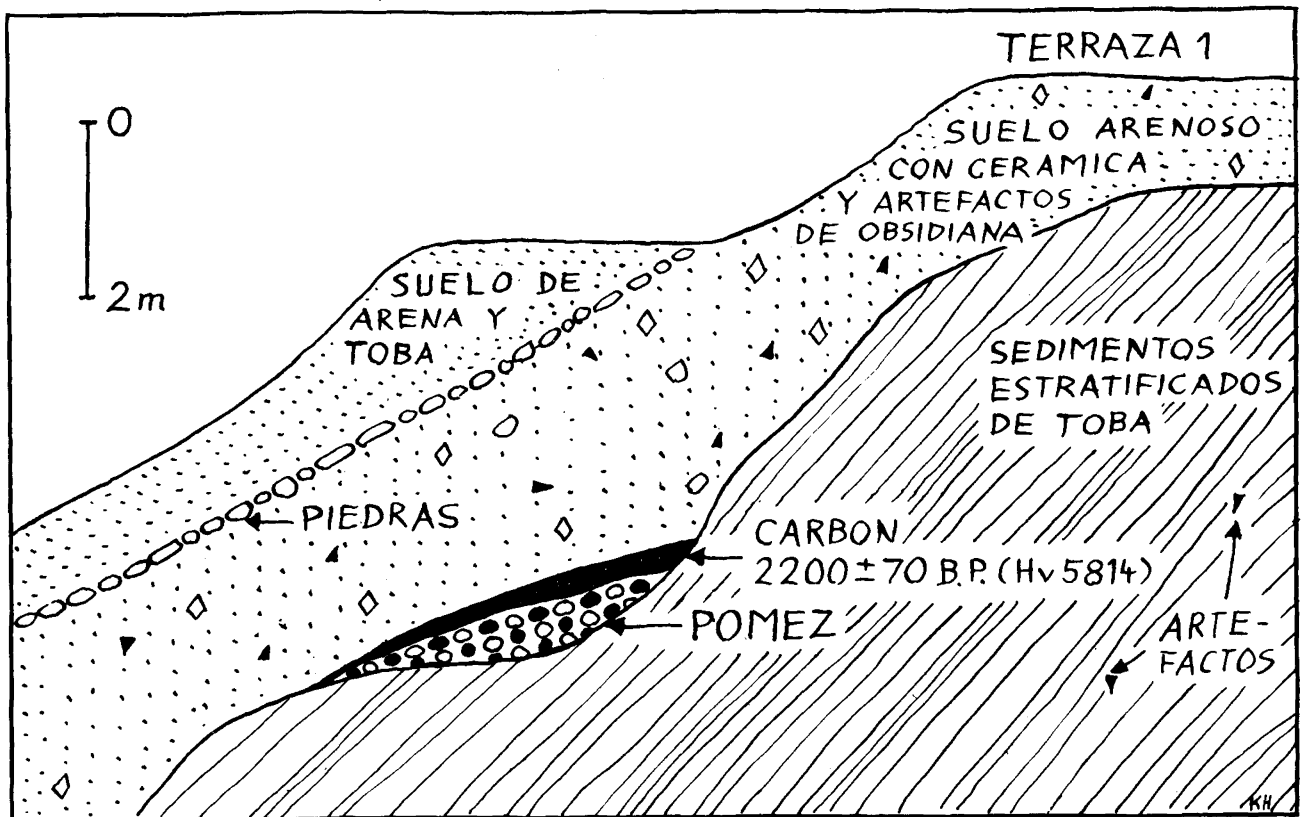 TERRAZA 1
0
2m
SUELO ARENOSO
CON CERAMICA
Y ARTEFACTOS
DE OBSIDIANA
SUELO DE
ARENA Y
TOBA
SEDIMENTOS
ESTRATIFICADOS
DE TOBA
PIEDRAS
CARBON
2200±70 B.P. (Hv 5814)
POMEZ
ARTE-
FACTOS
KH